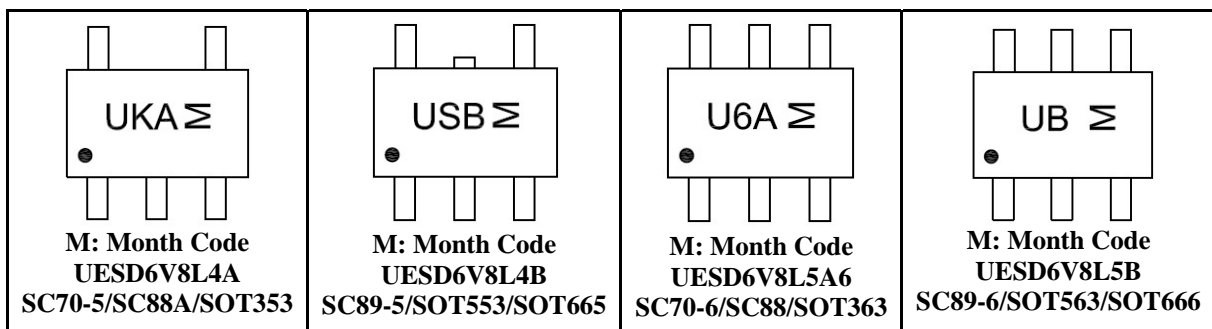 UKA M
M: Month Code
UESD6V8L4A
SC70-5/SC88A/SOT353
USB M
M: Month Code
UESD6V8L4B
SC89-5/SOT553/SOT665
U6A M
M: Month Code
UESD6V8L5A6
SC70-6/SC88/SOT363
UB M
M: Month Code
UESD6V8L5B
SC89-6/SOT563/SOT666